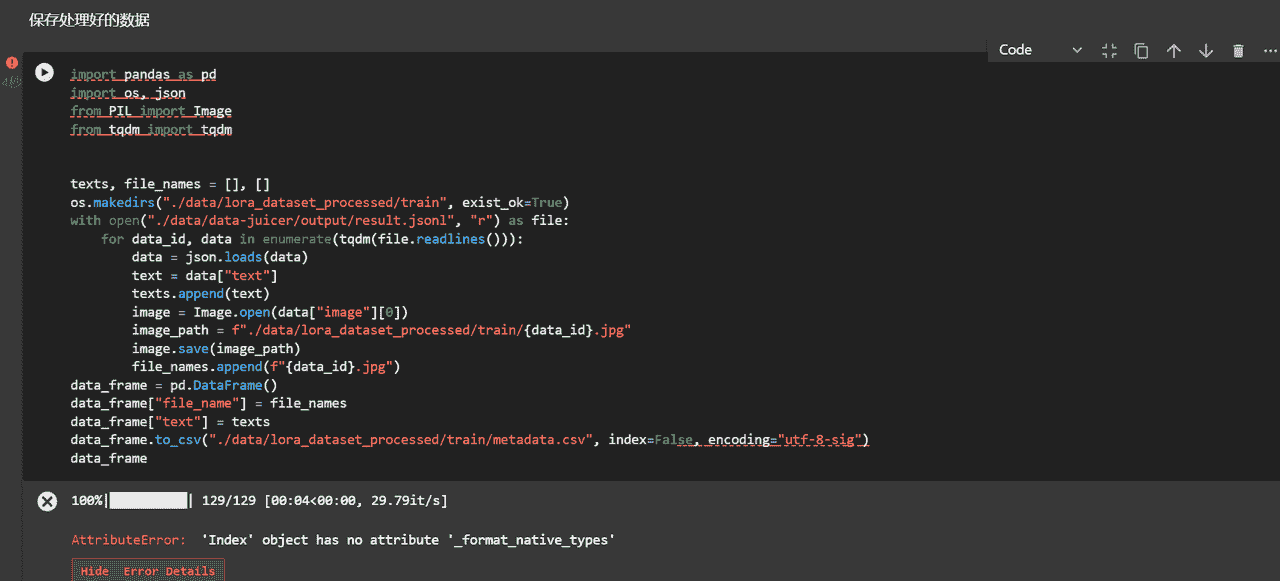 保存处理好的数据
Code
import pandas as pd
import os, json
from PIL import Image
from tqdm import tqdm
texts, file_names = [], []
os.makedirs("./data/lora_dataset_processed/train", exist_ok=True)
with open("./data/data-juicer/output/result.jsonl", "r") as file:
    for data_id, data in enumerate(tqdm(file.readlines())):
        data = json.loads(data)
        text = data["text"]
        texts.append(text)
        image = Image.open(data["image"][0])
        image_path = f"./data/lora_dataset_processed/train/{data_id}.jpg"
        image.save(image_path)
        file_names.append(f"{data_id}.jpg")
data_frame = pd.DataFrame()
data_frame["file_name"] = file_names
data_frame["text"] = texts
data_frame.to_csv("./data/lora_dataset_processed/train/metadata.csv", index=False, encoding="utf-8-sig")
data_frame
100%|██████████| 129/129 [00:04<00:00, 29.79it/s]
AttributeError: 'Index' object has no attribute '_format_native_types'
Hide Error Details